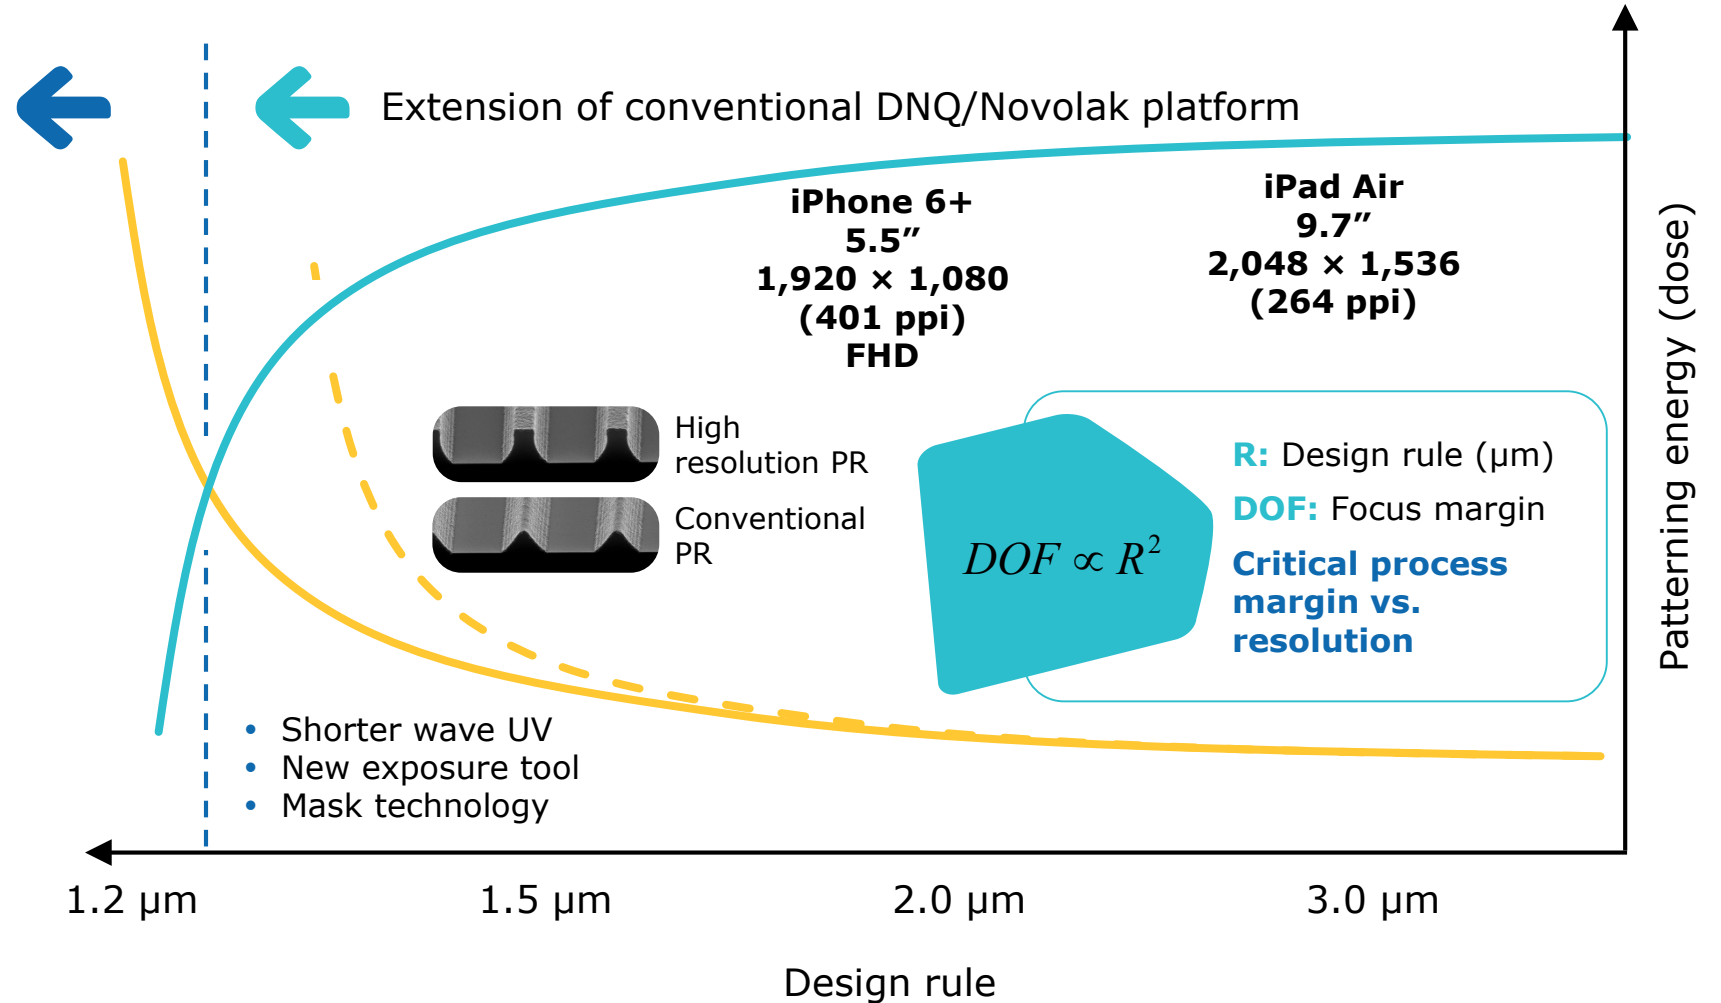 Extension of conventional DNQ/Novolak platform
iPhone 6+
5.5″
1,920 × 1,080
(401 ppi)
FHD
iPad Air
9.7″
2,048 × 1,536
(264 ppi)
High
resolution PR
Conventional
PR
DOF ∝ R²
R: Design rule (µm)
DOF: Focus margin
Critical process
margin vs.
resolution
Patterning energy (dose)
• Shorter wave UV
• New exposure tool
• Mask technology
1.2 µm
1.5 µm
2.0 µm
3.0 µm
Design rule